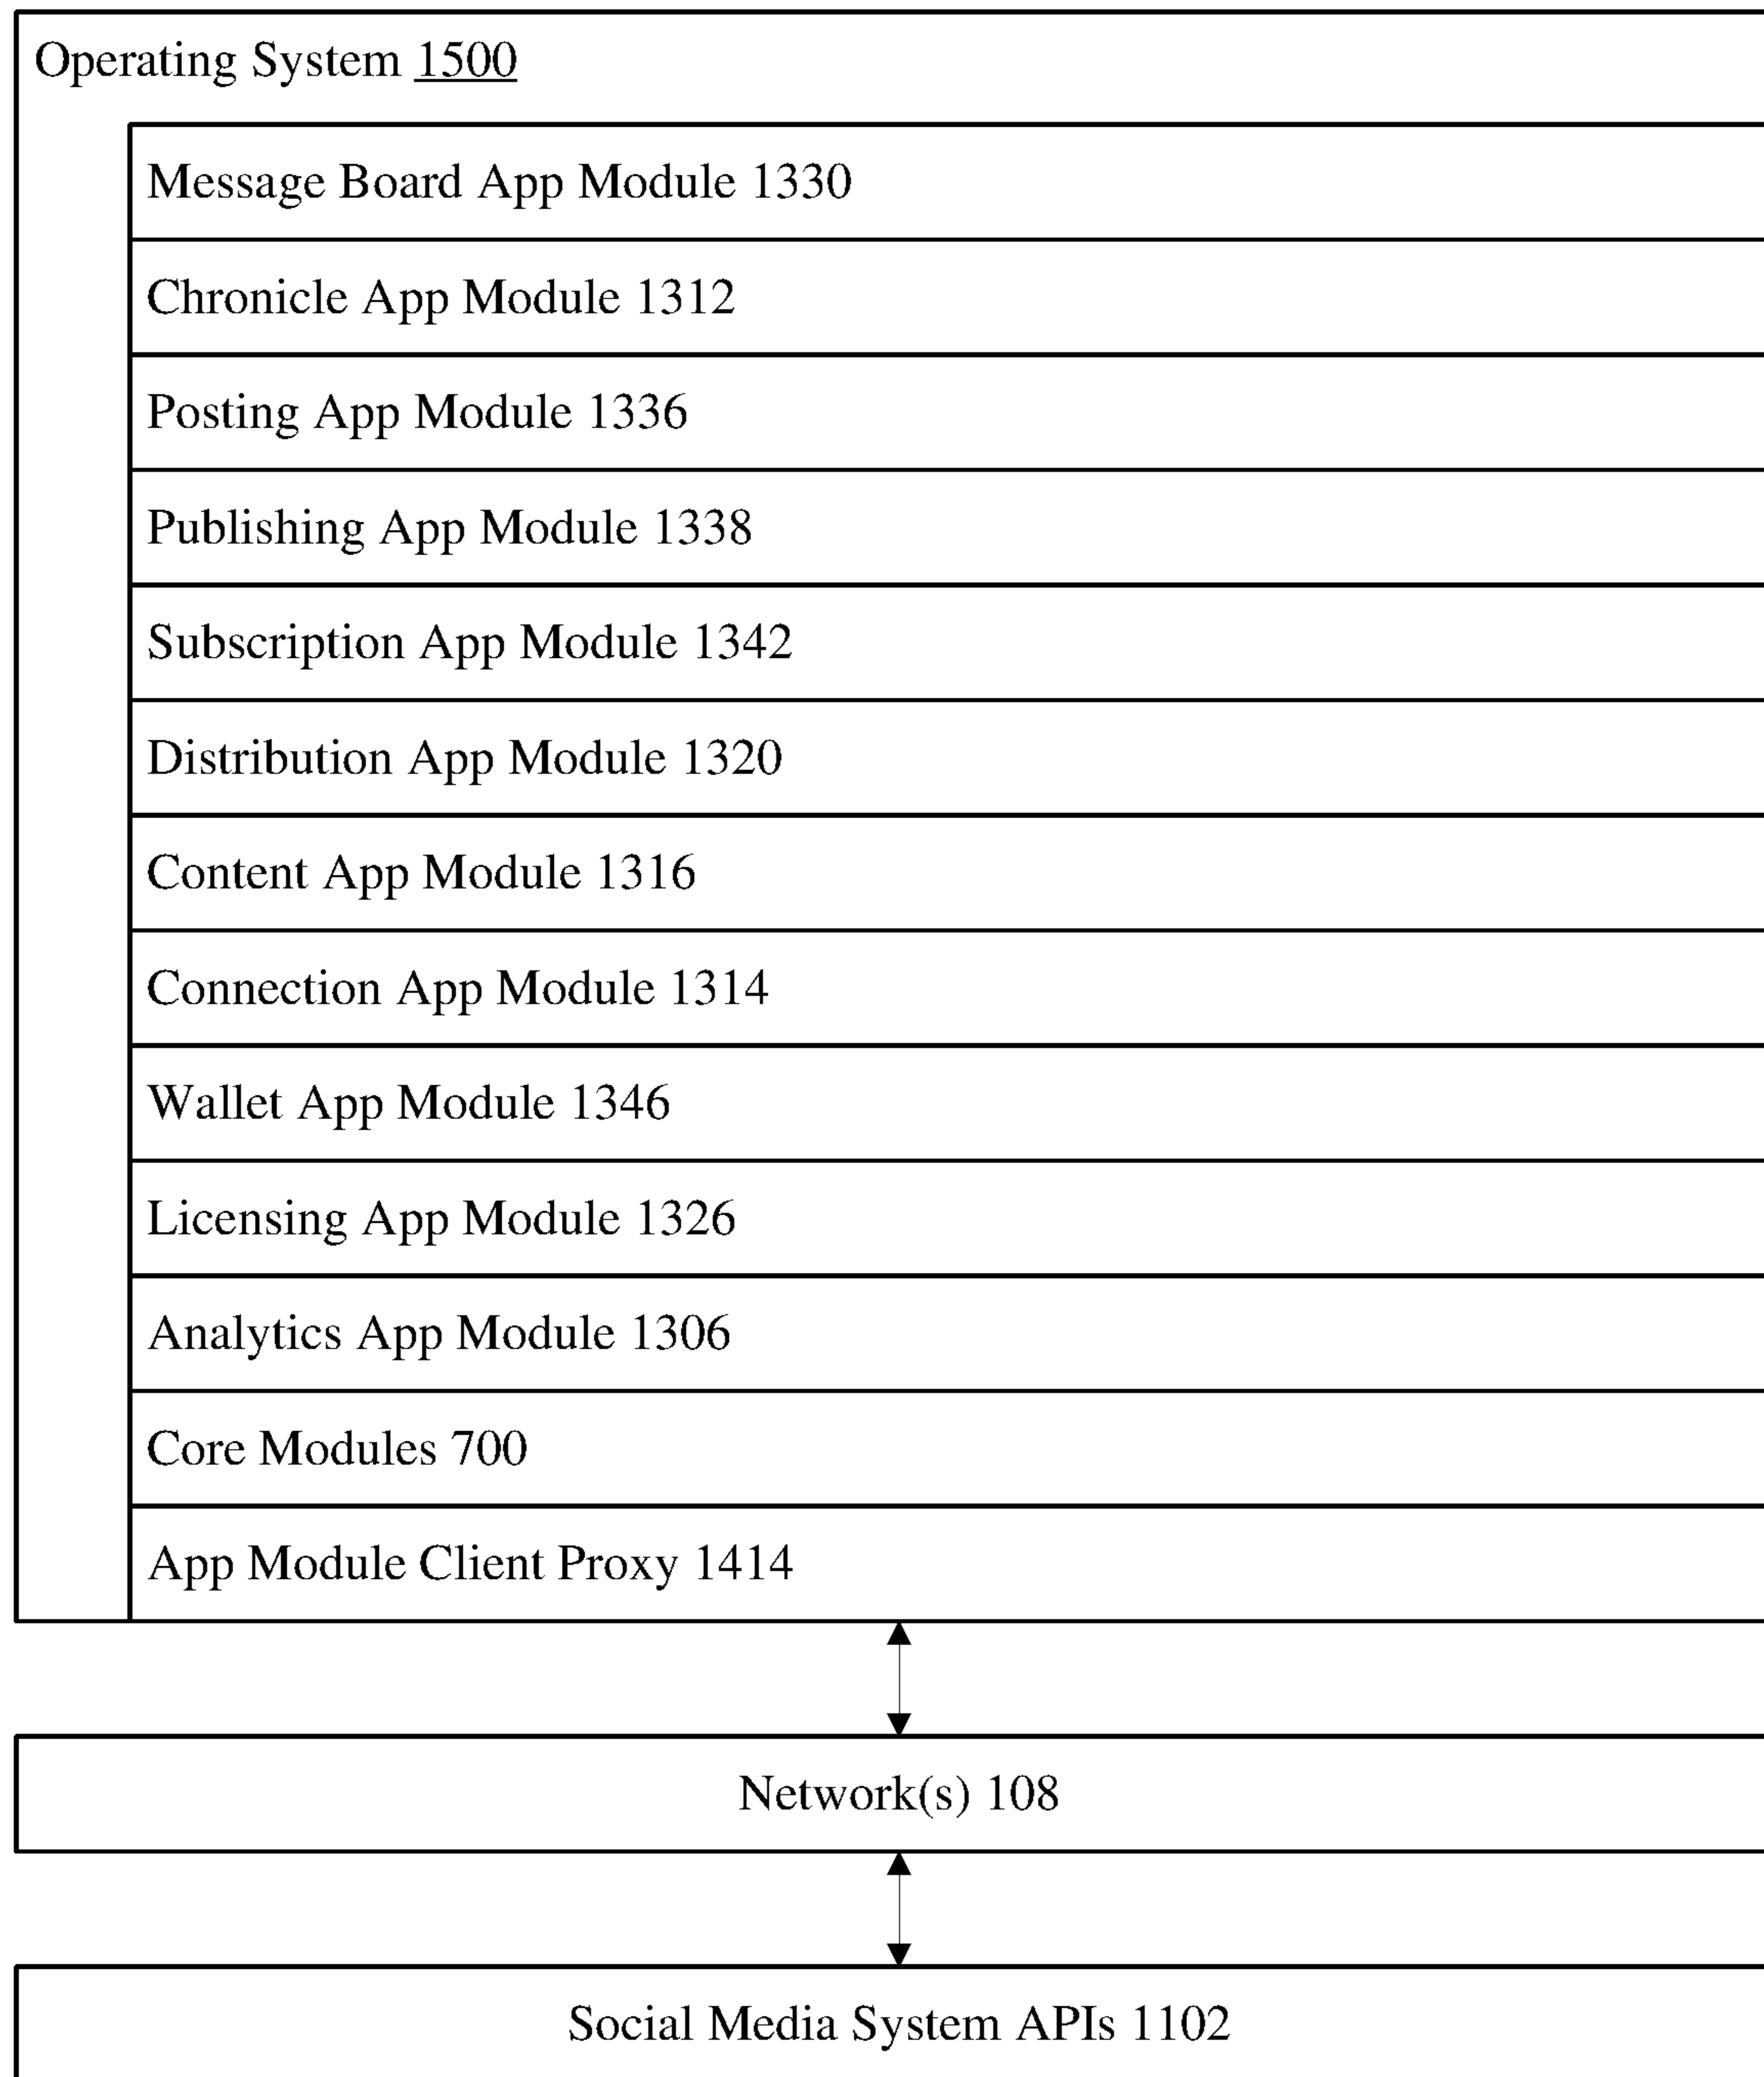 Operating System 1500
Message Board App Module 1330
Chronicle App Module 1312
Posting App Module 1336
Publishing App Module 1338
Subscription App Module 1342
Distribution App Module 1320
Content App Module 1316
Connection App Module 1314
Wallet App Module 1346
Licensing App Module 1326
Analytics App Module 1306
Core Modules 700
App Module Client Proxy 1414
Network(s) 108
Social Media System APIs 1102